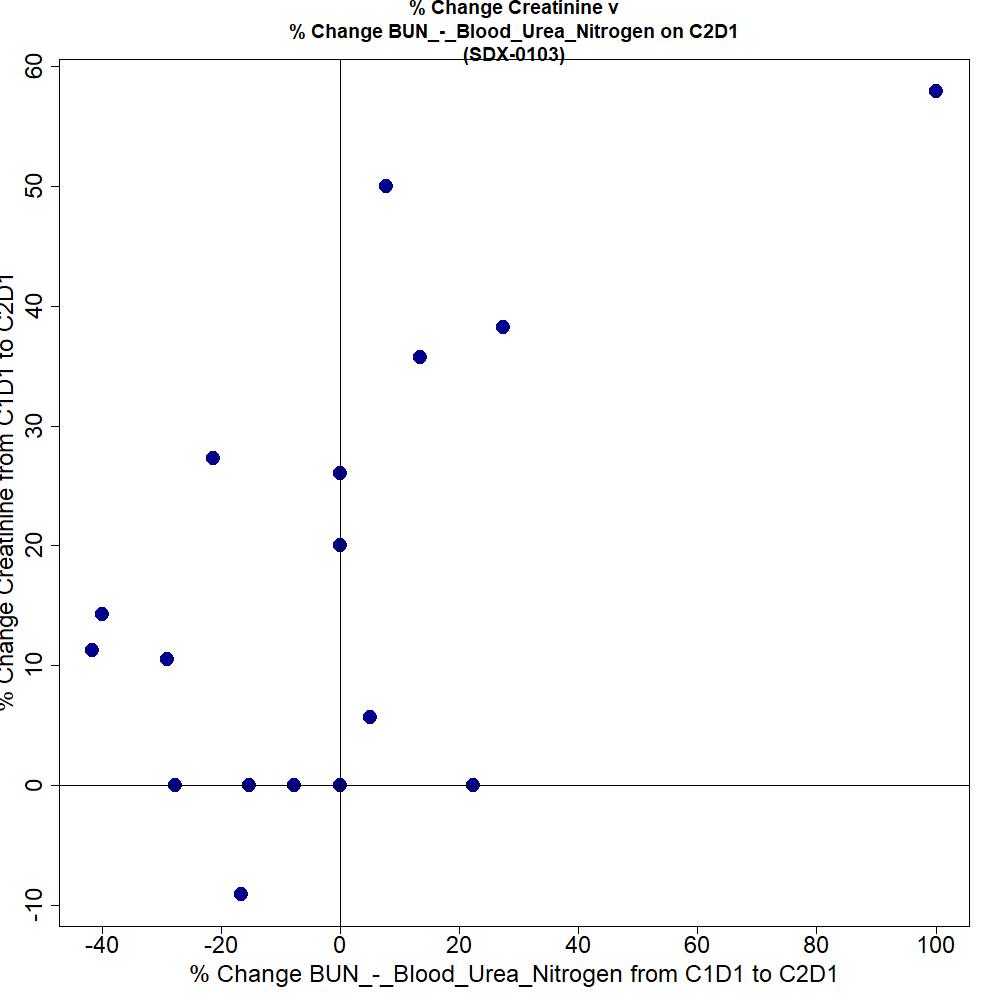 % Change Creatinine v
% Change BUN_-_Blood_Urea_Nitrogen on C2D1
(SDX-0103)
% Change Creatinine from C1D1 to C2D1
60
50
40
30
20
10
0
-10
-40 -20 0 20 40 60 80 100
% Change BUN_-_Blood_Urea_Nitrogen from C1D1 to C2D1